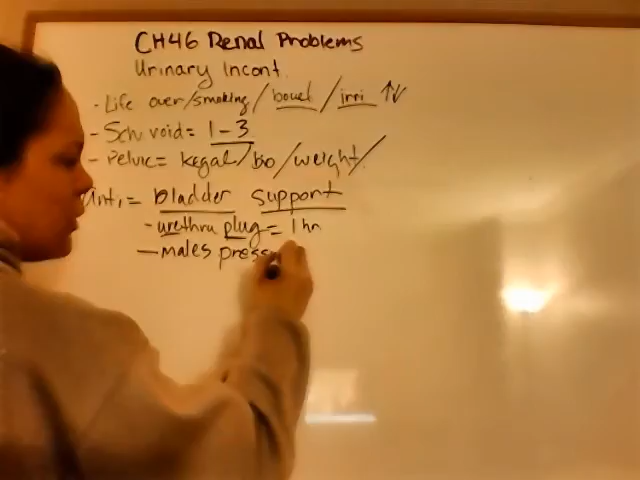 CH46 Renal Problems
Urinary Incont.
- Life over/smoking/bowel/irri ↑↓
- Sch void = 1-3
- Pelvic = kegal/bio/weight/
Anti = bladder support
- urethru plug = 1 hr
- males press